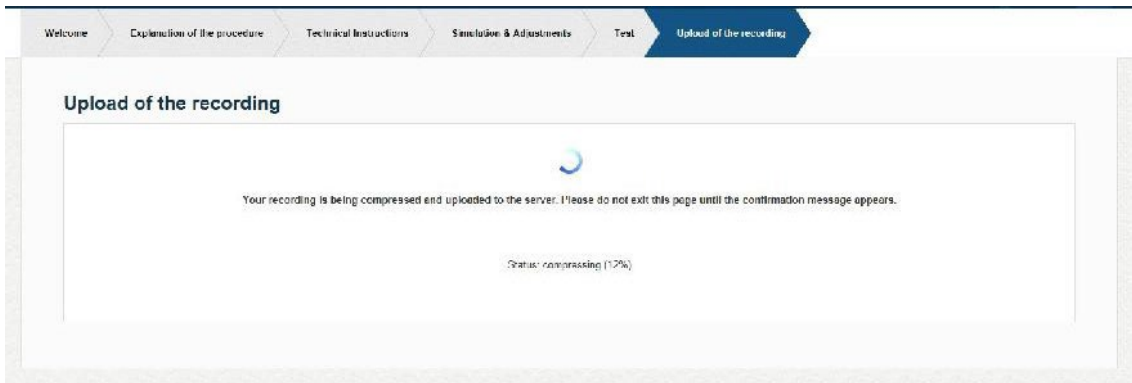 Welcome
Explanation of the procedure
Technical Instructions
Simulation & Adjustments
Test
Upload of the recording
Upload of the recording
Your recording is being compressed and uploaded to the server. Please do not exit this page until the confirmation message appears.
Status: compressing (12%)